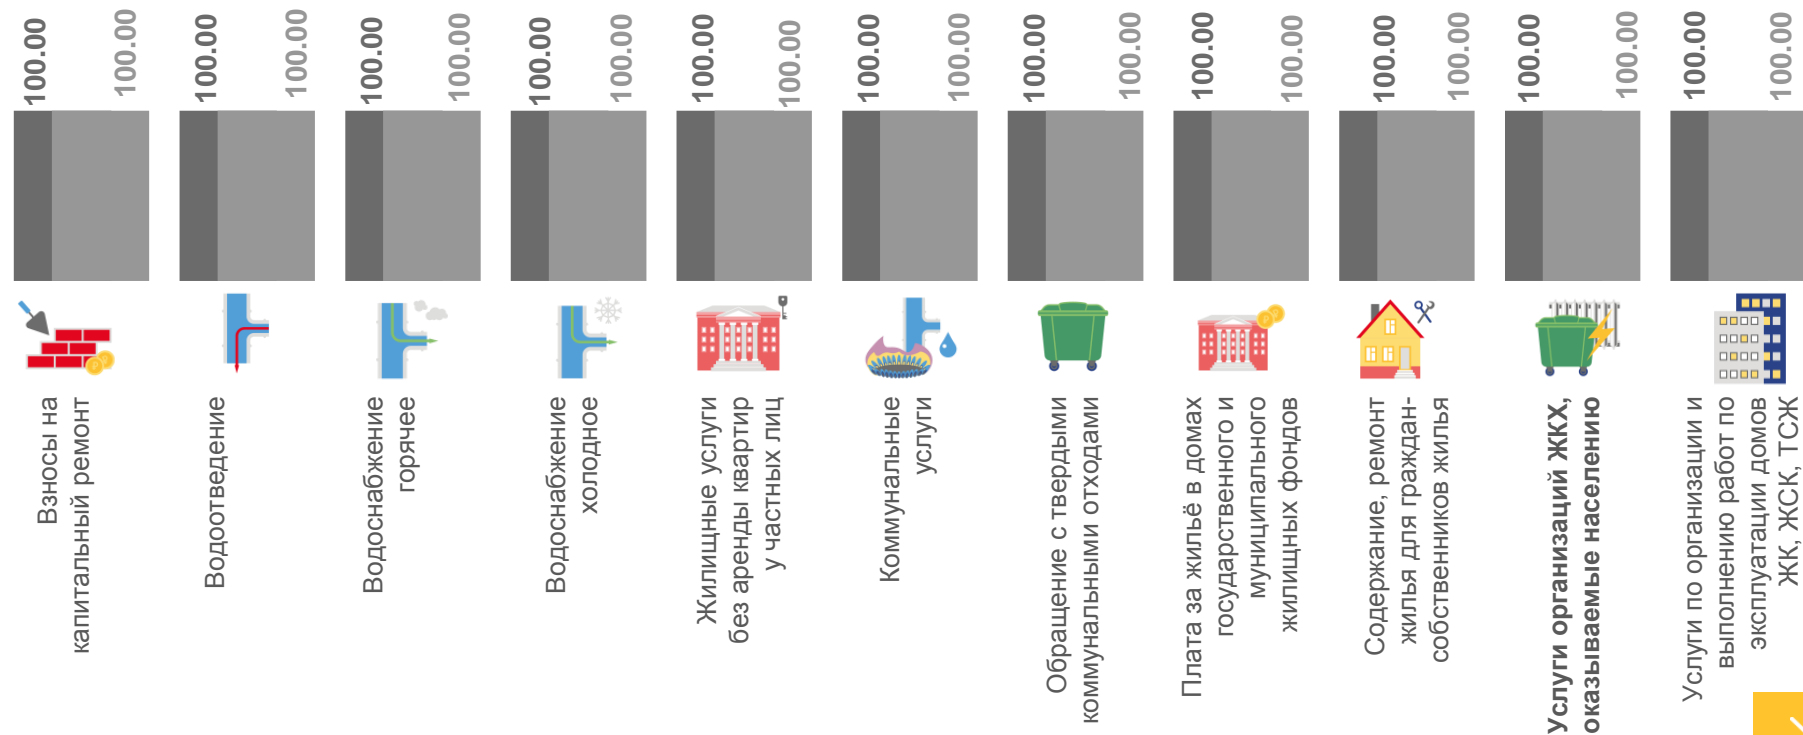 100.00
100.00
Взносы на
капитальный ремонт
100.00
100.00
Водоотведение
100.00
100.00
Водоснабжение
горячее
100.00
100.00
Водоснабжение
холодное
100.00
100.00
Жилищные услуги
без аренды квартир
у частных лиц
100.00
100.00
Коммунальные
услуги
100.00
100.00
Обращение с твердыми
коммунальными отходами
100.00
100.00
Плата за жильё в домах
государственного и
муниципального
жилищных фондов
100.00
100.00
Содержание, ремонт
жилья для граждан-
собственников жилья
100.00
100.00
Услуги организаций ЖКХ,
оказываемые населению
100.00
100.00
Услуги по организации и
выполнению работ по
эксплуатации домов
ЖК, ЖСК, ТСЖ